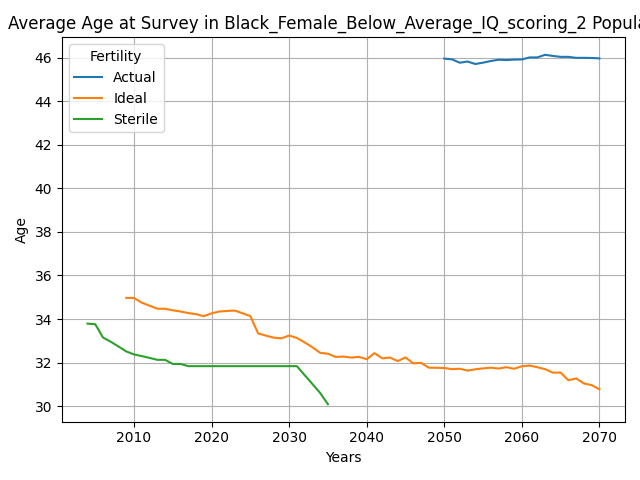 Average Age at Survey in Black_Female_Below_Average_IQ_scoring_2 Popula
Fertility
Actual
Ideal
Sterile
Age
46
44
42
40
38
36
34
32
30
2010 2020 2030 2040 2050 2060 2070
Years